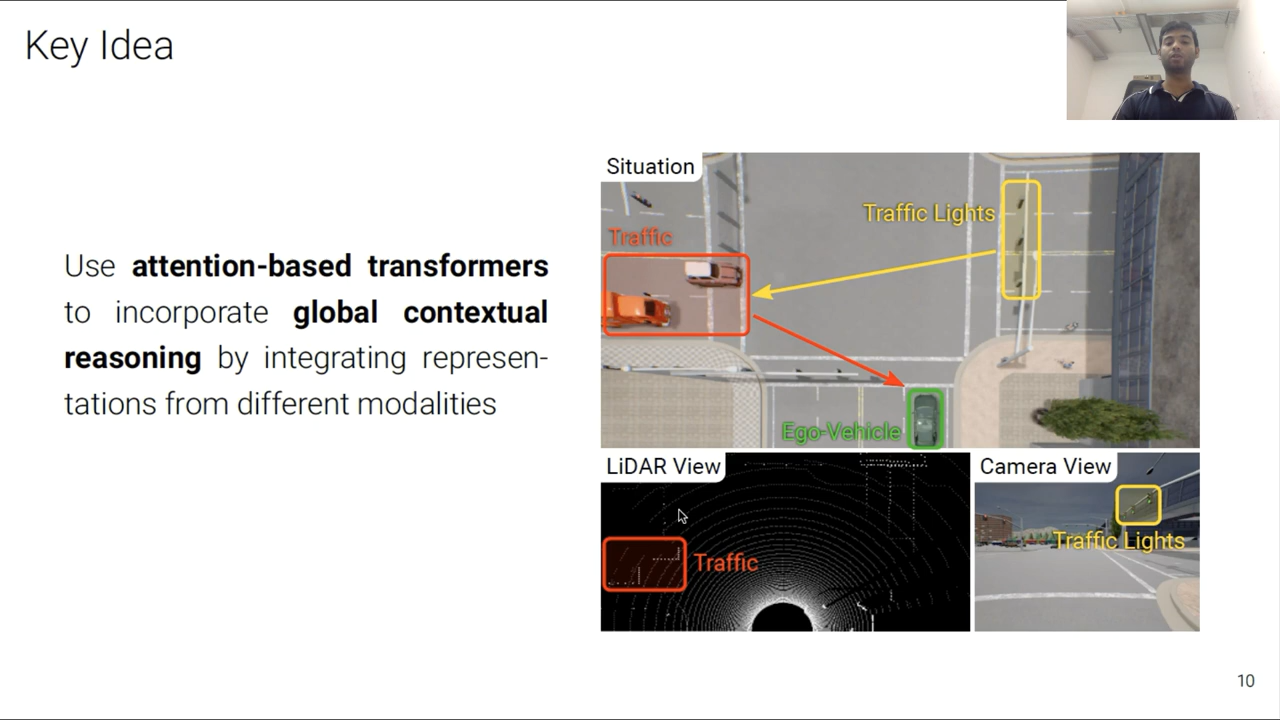 Key Idea
Use attention-based transformers
to incorporate global contextual
reasoning by integrating represen-
tations from different modalities
Situation
Traffic Lights
Traffic
Ego-Vehicle
LiDAR View
Traffic
Camera View
Traffic Lights
10